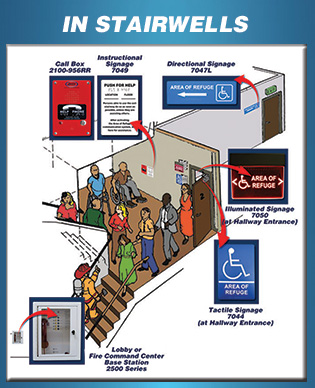 IN STAIRWELLS
Call Box
2100-956RR
Instructional
Signage
7049
Directional Signage
7047L
PUSH FOR HELP
LOCATION FLOOR
AREA OF REFUGE
AREA OF
REFUGE
Illuminated Signage
7050
(at Hallway Entrance)
AREA OF
REFUGE
Tactile Signage
7044
(at Hallway Entrance)
Lobby or
Fire Command Center
Base Station
2500 Series